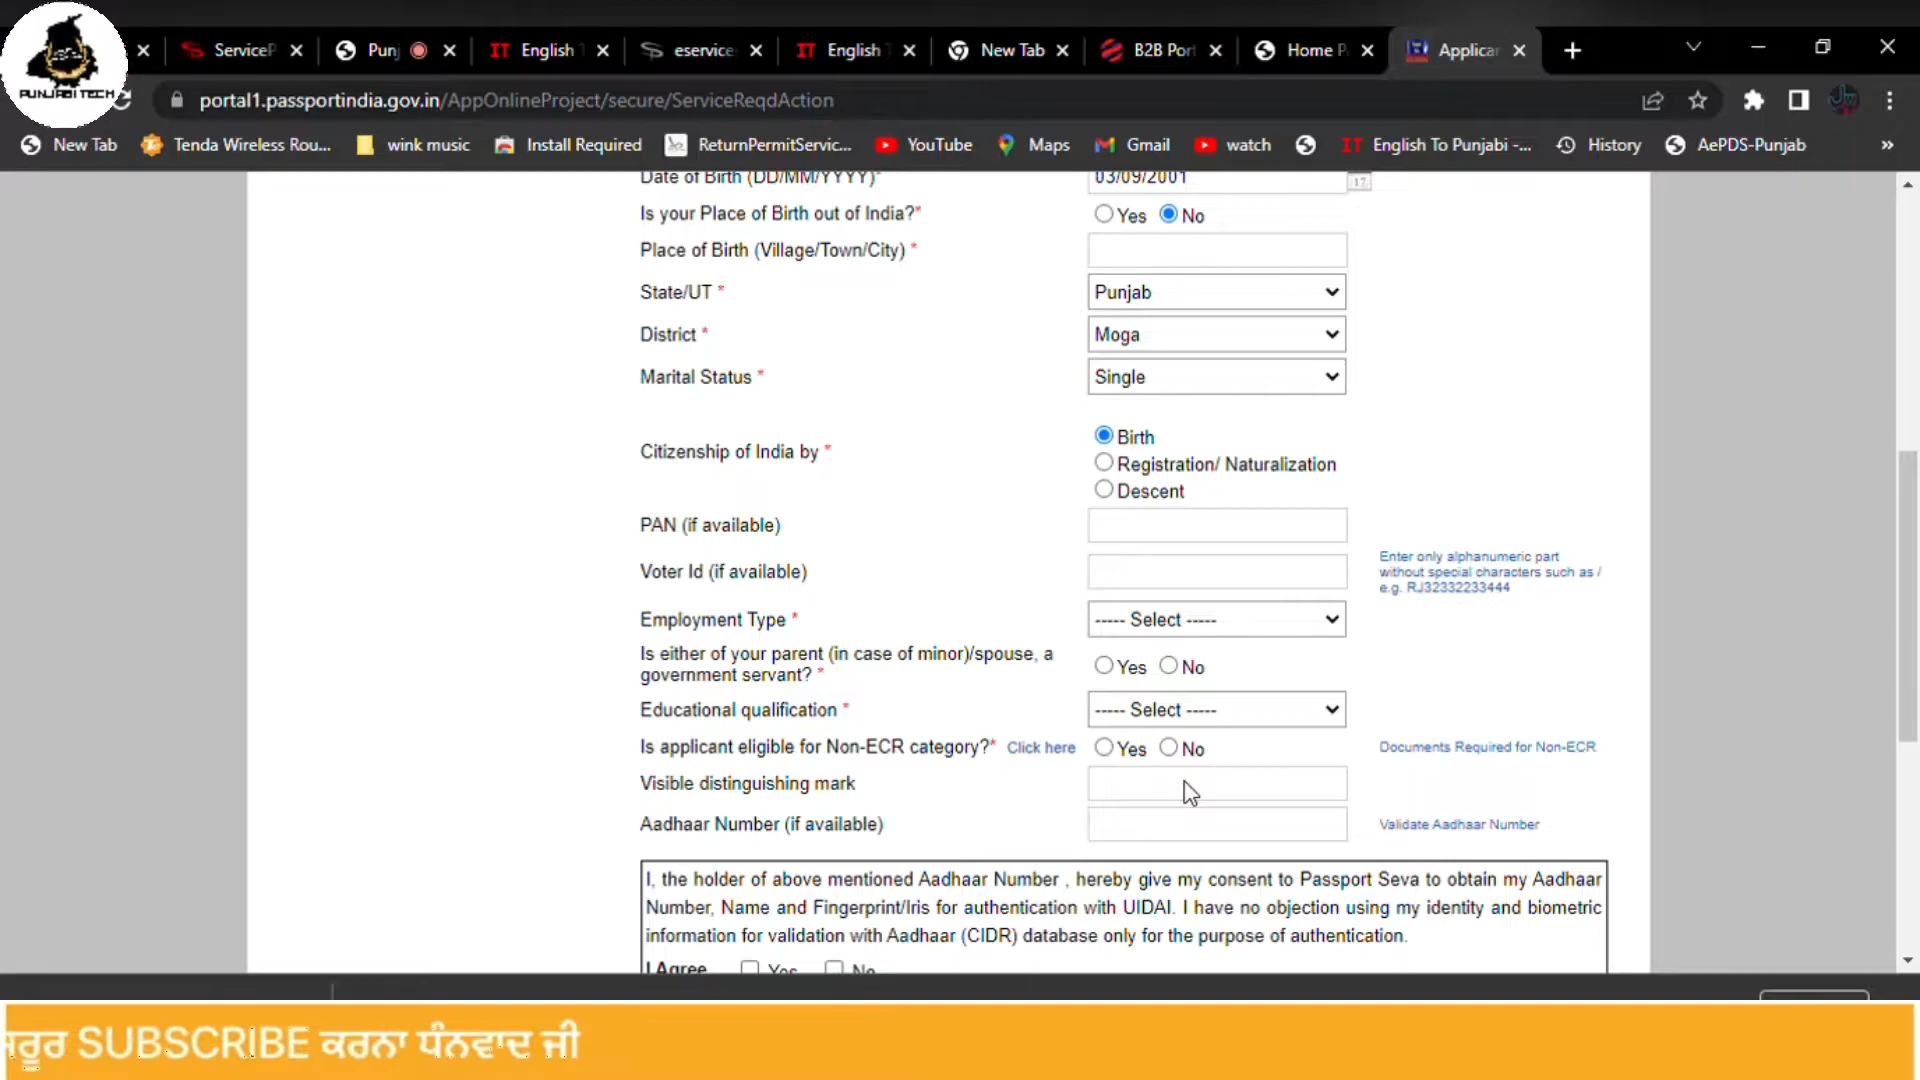 PUNJABI TECH
ServiceP
Punj
English T
eservice
English T
New Tab
B2B Port
Home P
Applican
portal1.passportindia.gov.in/AppOnlineProject/secure/ServiceReqdAction
New Tab
Tenda Wireless Rou...
wink music
Install Required
ReturnPermitServic...
YouTube
Maps
Gmail
watch
English To Punjabi -...
History
AePDS-Punjab
»
Date of Birth (DD/MM/YYYY)* 03/09/2001 17
Is your Place of Birth out of India?* Yes No
Place of Birth (Village/Town/City) *
State/UT * Punjab
District * Moga
Marital Status * Single
Citizenship of India by * Birth
Registration/ Naturalization
Descent
PAN (if available)
Voter Id (if available)
Enter only alphanumeric part
without special characters such as /
e.g. RJ32332233444
Employment Type * ----- Select -----
Is either of your parent (in case of minor)/spouse, a
government servant? * Yes No
Educational qualification * ----- Select -----
Is applicant eligible for Non-ECR category?* Click here Yes No Documents Required for Non-ECR
Visible distinguishing mark
Aadhaar Number (if available) Validate Aadhaar Number
I, the holder of above mentioned Aadhaar Number , hereby give my consent to Passport Seva to obtain my Aadhaar
Number, Name and Fingerprint/Iris for authentication with UIDAI. I have no objection using my identity and biometric
information for validation with Aadhaar (CIDR) database only for the purpose of authentication.
I Agree Yes No
ਜਰੂਰ SUBSCRIBE ਕਰਨਾ ਧੰਨਵਾਦ ਜੀ